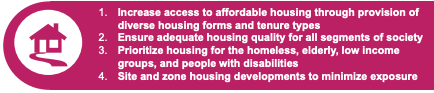 1. Increase access to affordable housing through provision of
diverse housing forms and tenure types
2. Ensure adequate housing quality for all segments of society
3. Prioritize housing for the homeless, elderly, low income
groups, and people with disabilities
4. Site and zone housing developments to minimize exposure